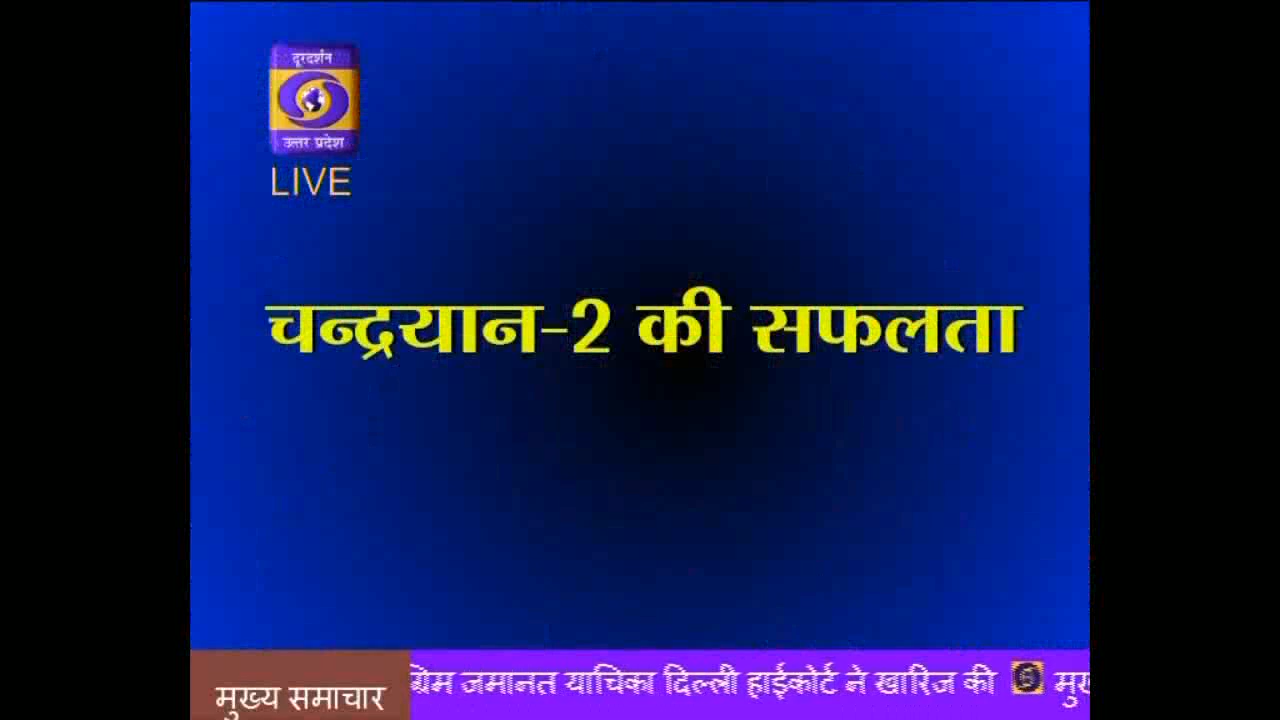 दूरदर्शन
उत्तर प्रदेश
LIVE
चन्द्रयान-2 की सफलता
मुख्य समाचार
ग्रिम जमानत याचिका दिल्ली हाईकोर्ट ने खारिज की मुख